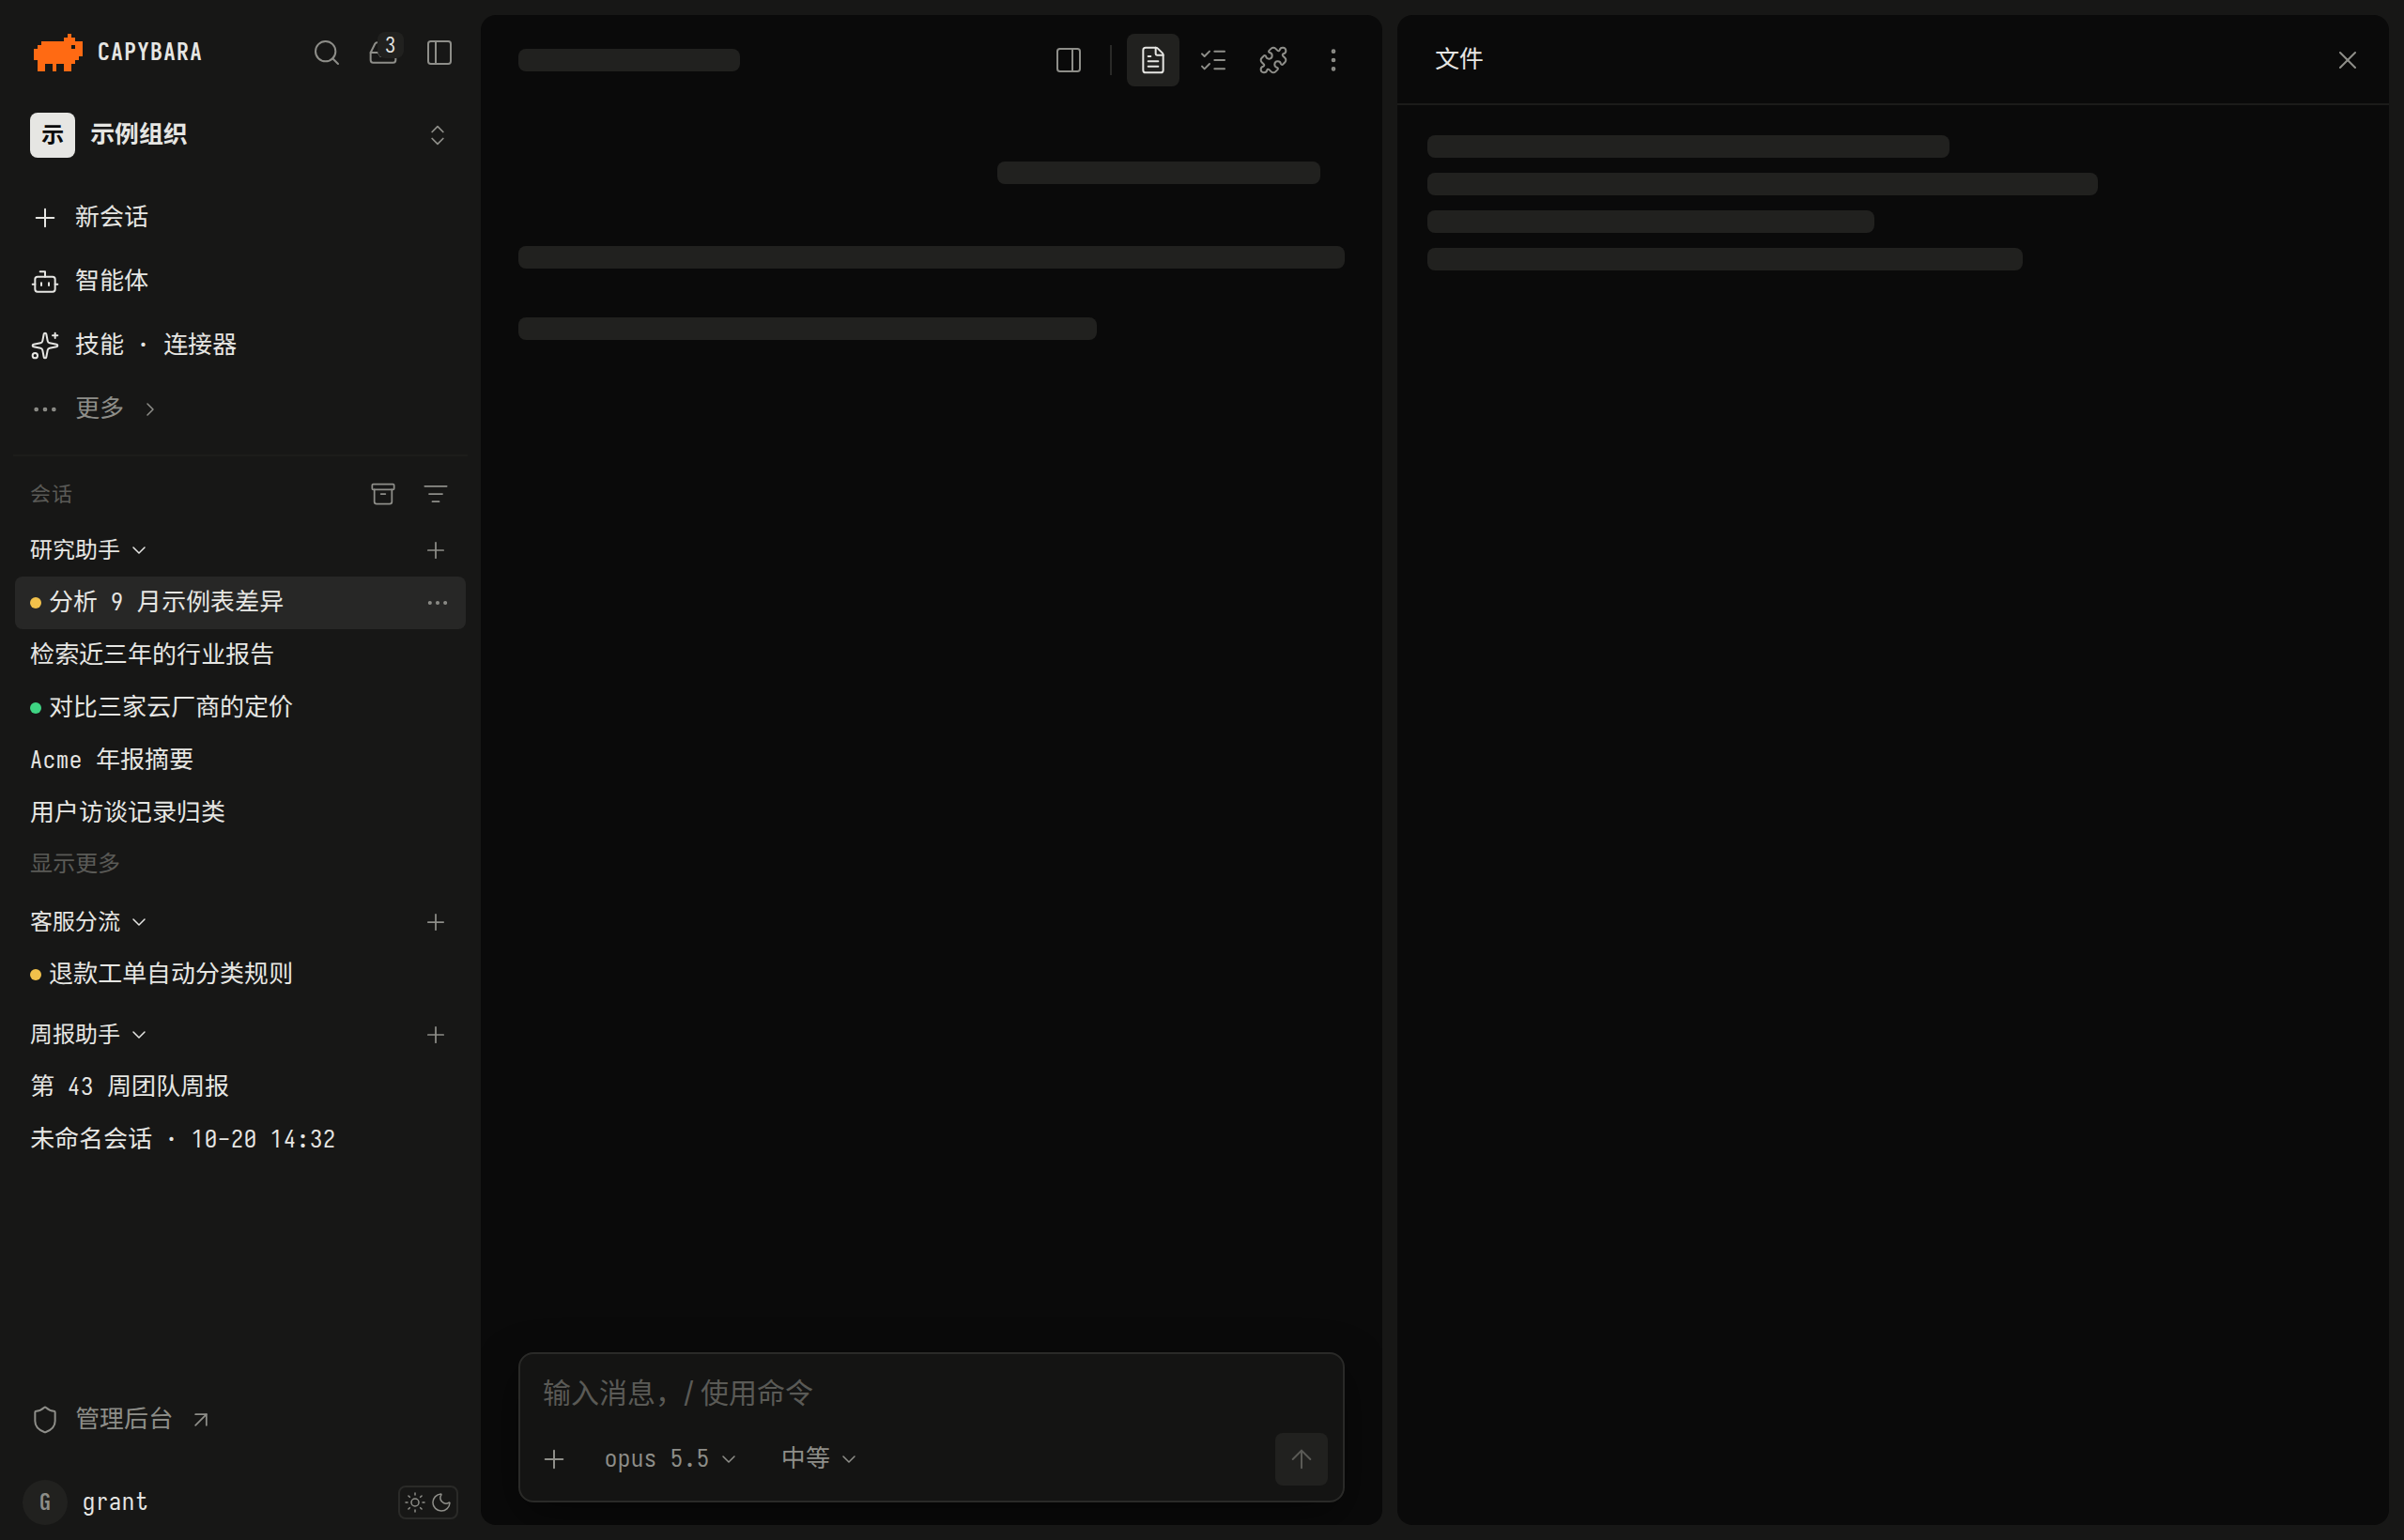 CAPYBARA
3
示 示例组织
新会话
智能体
技能 · 连接器
更多
会话
研究助手
分析 9 月示例表差异
检索近三年的行业报告
对比三家云厂商的定价
Acme 年报摘要
用户访谈记录归类
显示更多
客服分流
退款工单自动分类规则
周报助手
第 43 周团队周报
未命名会话 · 10-20 14:32
管理后台
G grant
输入消息，/ 使用命令
opus 5.5 中等
文件